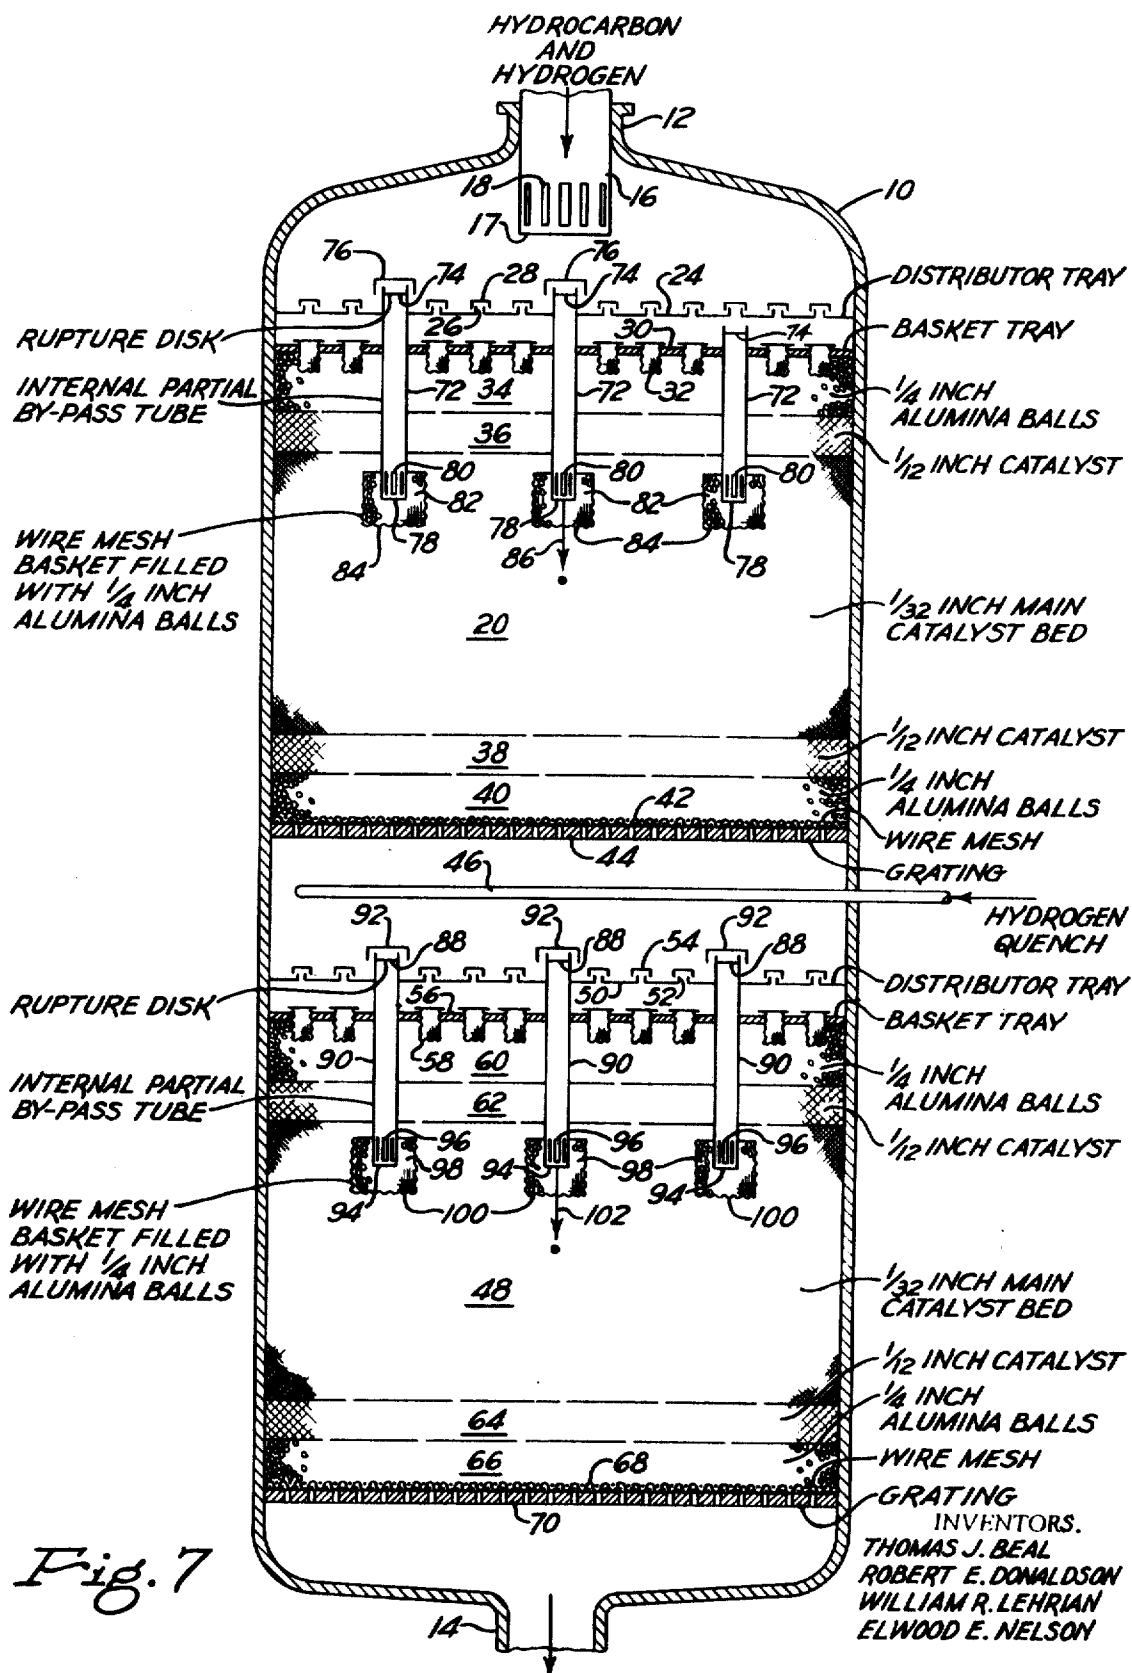 HYDROCARBON
AND
HYDROGEN
12
18
16
10
17
76
76
74
28
74
24
DISTRIBUTOR TRAY
26
30
74
RUPTURE DISK
BASKET TRAY
INTERNAL PARTIAL
BY-PASS TUBE
72
34
72
32
72
1/4 INCH
ALUMINA BALLS
36
1/12 INCH CATALYST
80
80
80
82
82
82
78
78
78
84
84
86
WIRE MESH
BASKET FILLED
WITH 1/4 INCH
ALUMINA BALLS
20
1/32 INCH MAIN
CATALYST BED
38
1/12 INCH CATALYST
40
42
1/4 INCH
ALUMINA BALLS
WIRE MESH
44
GRATING
46
HYDROGEN
QUENCH
92
92
92
88
88
54
88
DISTRIBUTOR TRAY
RUPTURE DISK
56
50
52
BASKET TRAY
90
58
60
90
90
1/4 INCH
ALUMINA BALLS
INTERNAL PARTIAL
BY-PASS TUBE
62
1/12 INCH CATALYST
96
96
96
98
98
94
94
94
100
102
100
WIRE MESH
BASKET FILLED
WITH 1/4 INCH
ALUMINA BALLS
48
1/32 INCH MAIN
CATALYST BED
1/12 INCH CATALYST
64
1/4 INCH
ALUMINA BALLS
66
68
WIRE MESH
70
GRATING
INVENTORS.
THOMAS J. BEAL
ROBERT E. DONALDSON
WILLIAM R. LEHRIAN
ELWOOD E. NELSON
Fig. 7
14